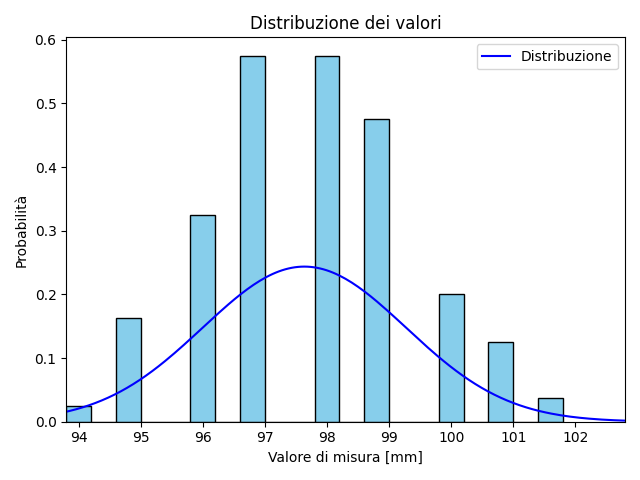 Distribuzione dei valori
Distribuzione
0.6
0.5
0.4
0.3
0.2
0.1
0.0
Probabilità
94 95 96 97 98 99 100 101 102
Valore di misura [mm]